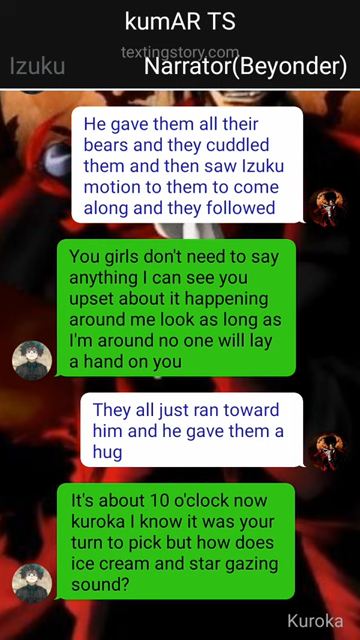 kumAR TS
textingstory.com
Izuku
Narrator(Beyonder)
He gave them all their
bears and they cuddled
them and then saw Izuku
motion to them to come
along and they followed
You girls don't need to say
anything I can see you
upset about it happening
around me look as long as
I'm around no one will lay
a hand on you
They all just ran toward
him and he gave them a
hug
It's about 10 o'clock now
kuroka I know it was your
turn to pick but how does
ice cream and star gazing
sound?
Kuroka